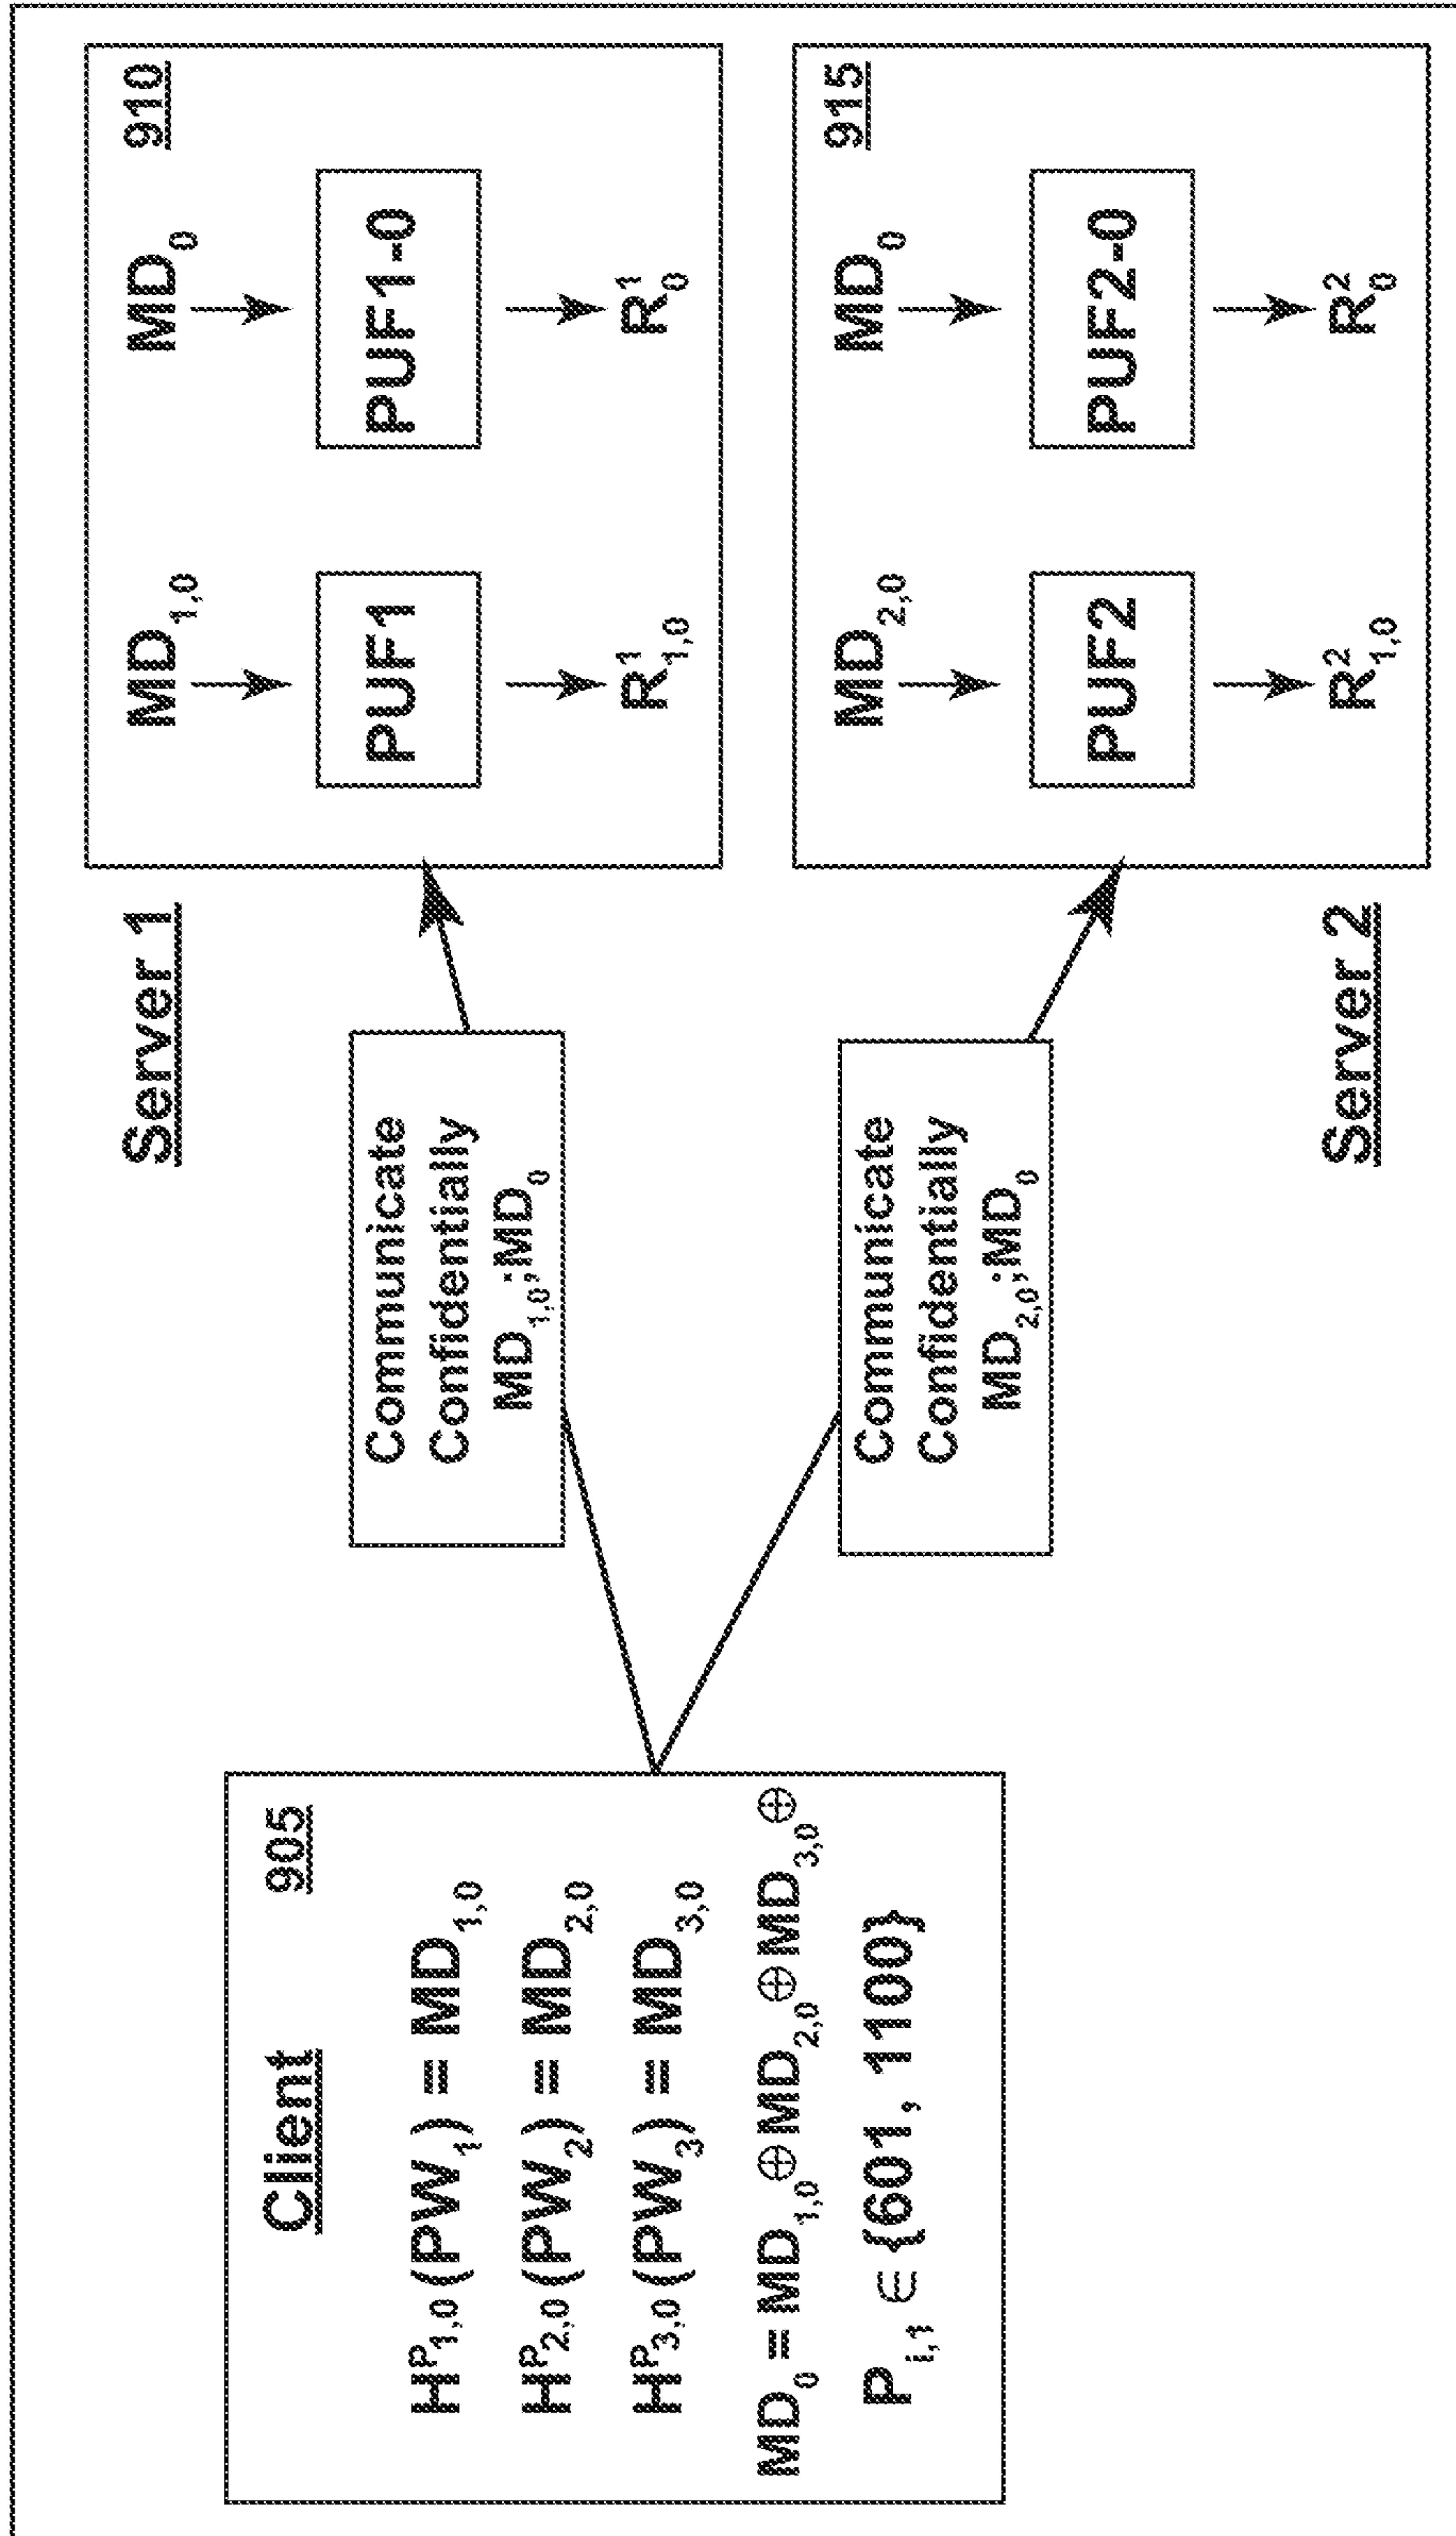 Client
905
H^P_{1,0}(PW_1) = MD_{1,0}
H^P_{2,0}(PW_2) = MD_{2,0}
H^P_{3,0}(PW_3) = MD_{3,0}
MD_0 = MD_{1,0} ⊕ MD_{2,0} ⊕ MD_{3,0} ⊕
P_{i,1} ∈ {601, 1100}
Communicate
Confidentially
MD_{1,0};MD_0
Communicate
Confidentially
MD_{2,0};MD_0
Server 1
910
MD_{1,0}
MD_0
PUF1
PUF1-0
R^1_{1,0}
R^1_0
Server 2
915
MD_{2,0}
MD_0
PUF2
PUF2-0
R^2_{1,0}
R^2_0